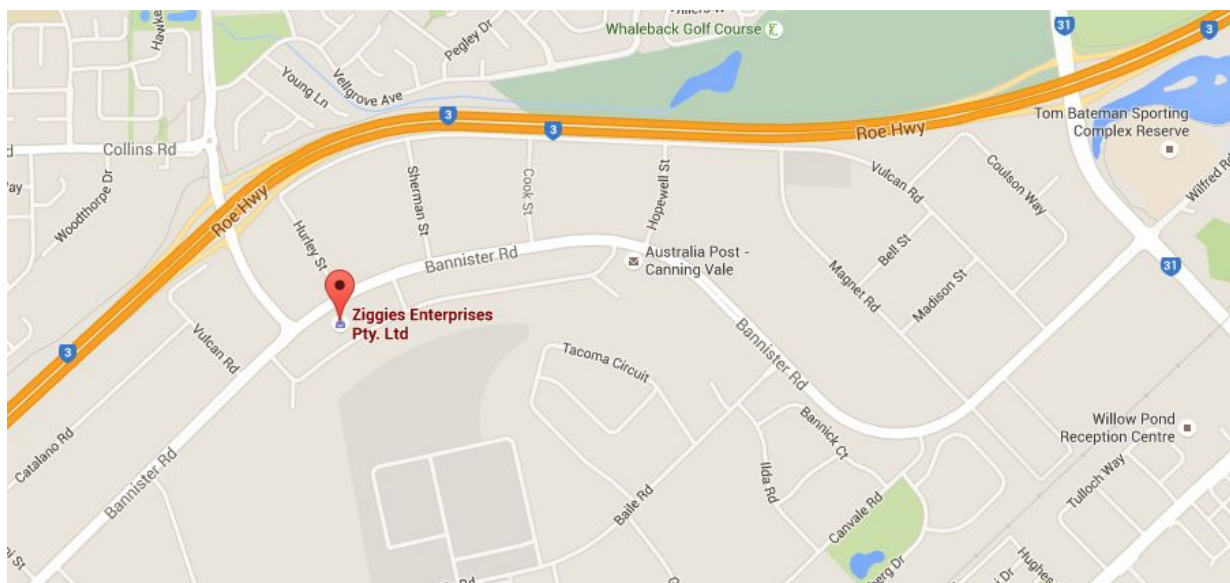 Villers W
31
3
Whaleback Golf Course
Hawke
Pegley Dr
Vellgrove Ave
Young Ln
3
3
Roe Hwy
Tom Bateman Sporting
Complex Reserve
Collins Rd
Woodthorpe Dr
Roe Hwy
Sherman St
Cook St
Hopewell St
Vulcan Rd
Coulson Way
Wilfred Rd
Hurley St
Bannister Rd
Australia Post -
Canning Vale
Bell St
Magnet Rd
Madison St
31
Ziggies Enterprises
Pty. Ltd
Vulcan Rd
3
Tacoma Circuit
Bannister Rd
Catalano Rd
Bannister Rd
Bannick Ct
Willow Pond
Reception Centre
Ilda Rd
Baile Rd
Canvale Rd
Tulloch Way
Hughes